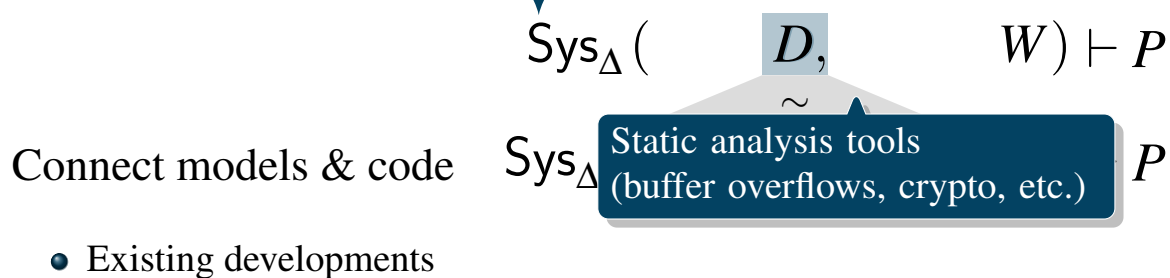 Sys_Δ ( D, W) ⊢ P
∼
Connect models & code Sys_Δ P
Static analysis tools
(buffer overflows, crypto, etc.)
Existing developments